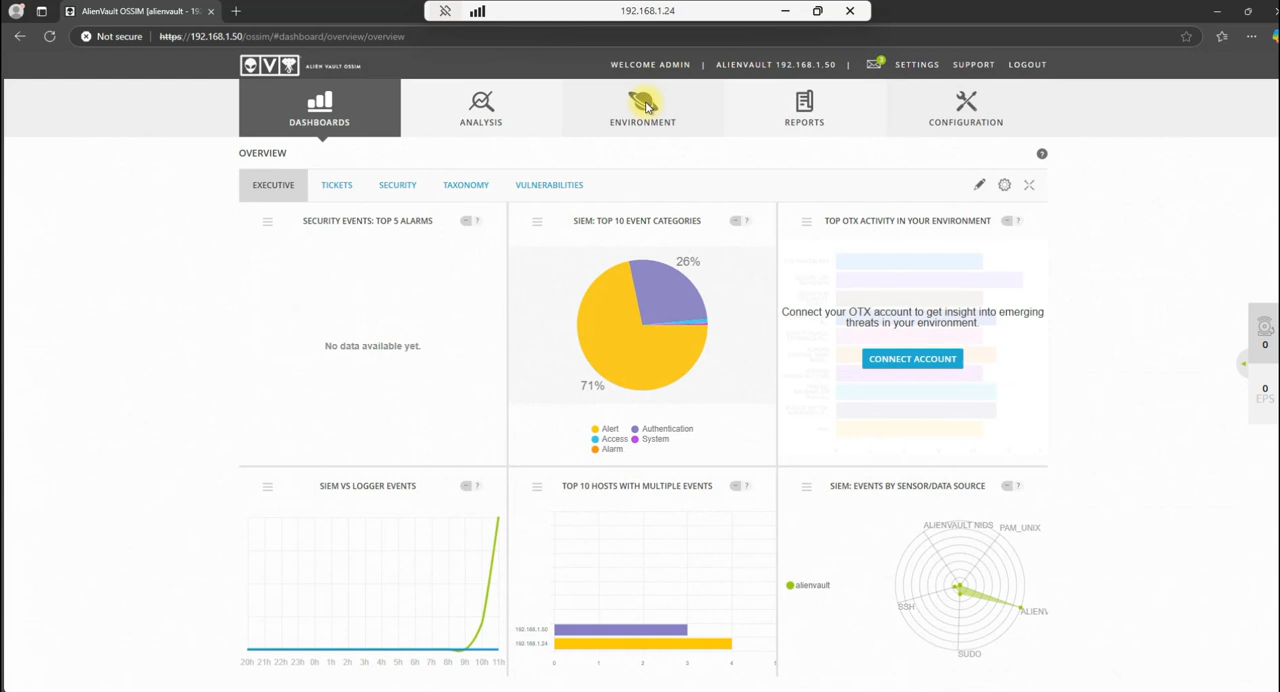 192.168.1.24
AlienVault OSSIM [alienvault - 19
Not secure
https://192.168.1.50/ossim/#dashboard/overview/overview
ALIEN VAULT OSSIM
WELCOME ADMIN | ALIENVAULT 192.168.1.50 | SETTINGS SUPPORT LOGOUT
DASHBOARDS ANALYSIS ENVIRONMENT REPORTS CONFIGURATION
OVERVIEW
EXECUTIVE TICKETS SECURITY TAXONOMY VULNERABILITIES
SECURITY EVENTS: TOP 5 ALARMS
No data available yet.
SIEM: TOP 10 EVENT CATEGORIES
26%
71%
Alert Authentication
Access System
Alarm
TOP OTX ACTIVITY IN YOUR ENVIRONMENT
Connect your OTX account to get insight into emerging
threats in your environment.
CONNECT ACCOUNT
0
0
EPS
SIEM VS LOGGER EVENTS
20h 21h 22h 23h 0h 1h 2h 3h 4h 5h 6h 7h 8h 9h 10h 11h
TOP 10 HOSTS WITH MULTIPLE EVENTS
192.168.1.50
192.168.1.24
0 1 2 3 4 5
SIEM: EVENTS BY SENSOR/DATA SOURCE
alienvault
ALIENVAULT NIDS
PAM_UNIX
SSH
ALIENV
SUDO